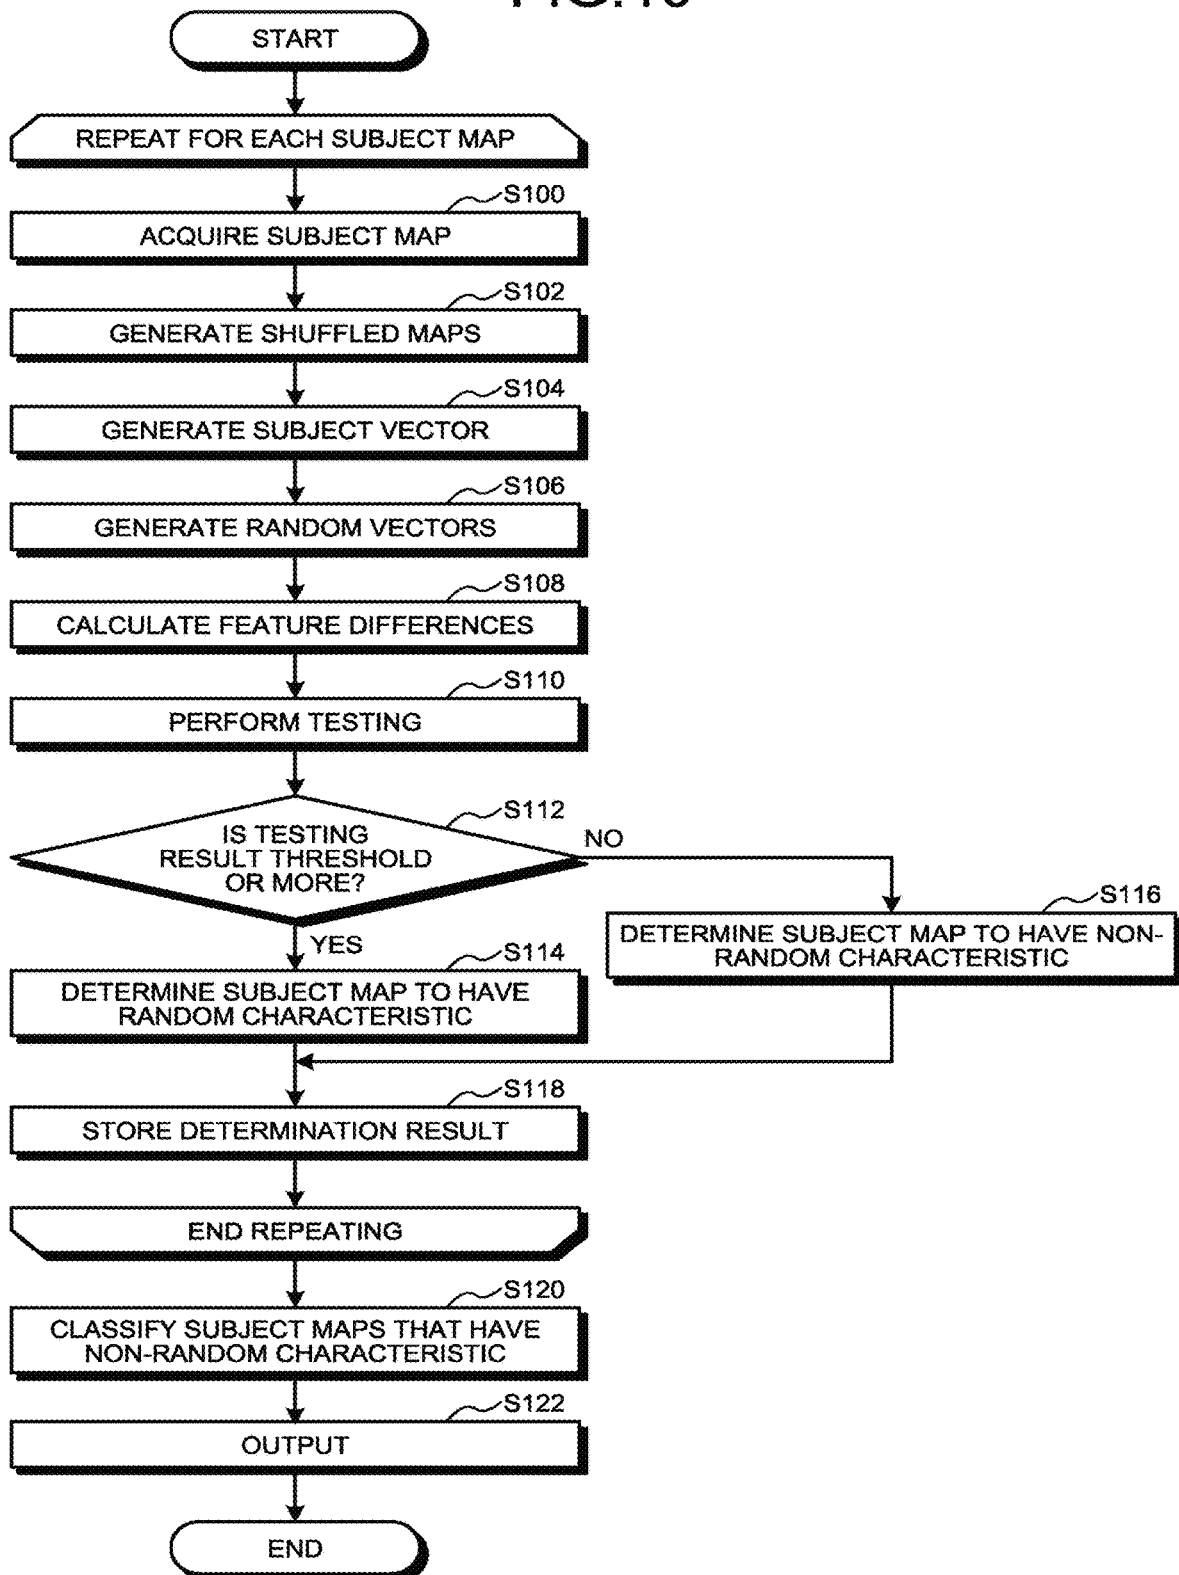 START
REPEAT FOR EACH SUBJECT MAP
S100
ACQUIRE SUBJECT MAP
S102
GENERATE SHUFFLED MAPS
S104
GENERATE SUBJECT VECTOR
S106
GENERATE RANDOM VECTORS
S108
CALCULATE FEATURE DIFFERENCES
S110
PERFORM TESTING
S112
IS TESTING
RESULT THRESHOLD
OR MORE?
NO
YES
S116
DETERMINE SUBJECT MAP TO HAVE NON-
RANDOM CHARACTERISTIC
S114
DETERMINE SUBJECT MAP TO HAVE
RANDOM CHARACTERISTIC
S118
STORE DETERMINATION RESULT
END REPEATING
S120
CLASSIFY SUBJECT MAPS THAT HAVE
NON-RANDOM CHARACTERISTIC
S122
OUTPUT
END